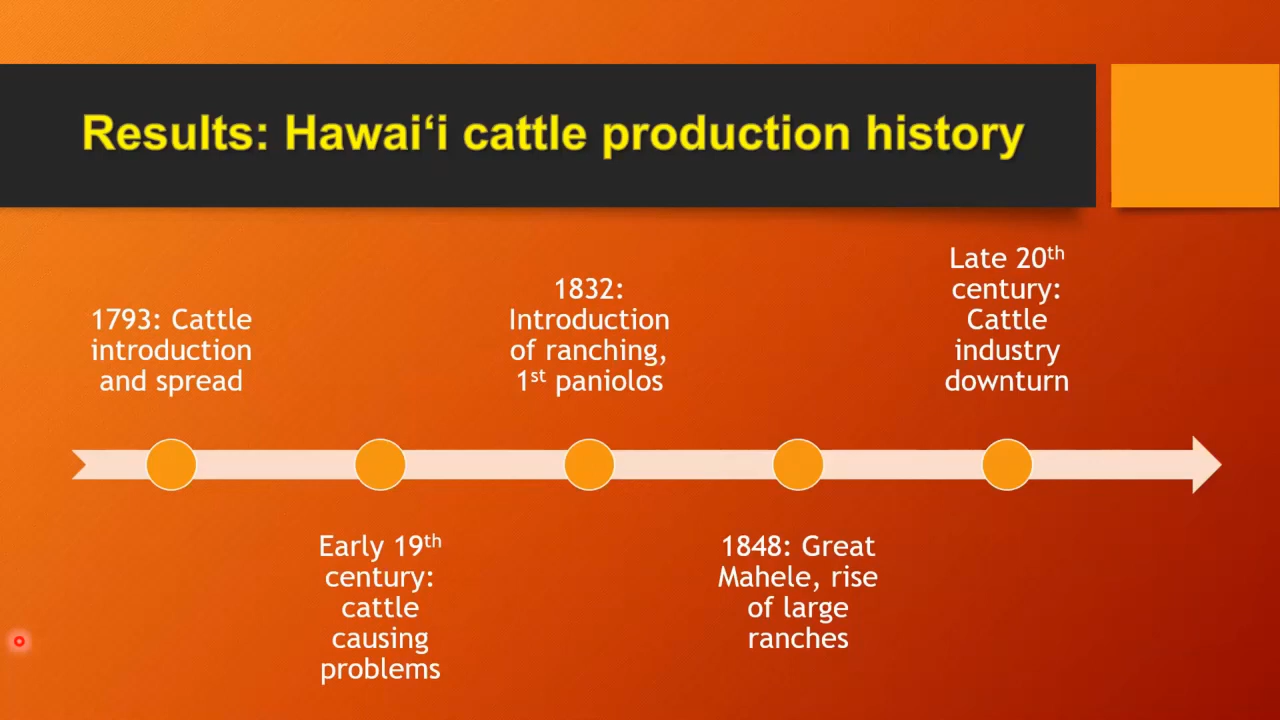 Results: Hawai‘i cattle production history
1793: Cattle
introduction
and spread
Early 19th
century:
cattle
causing
problems
1832:
Introduction
of ranching,
1st paniolos
1848: Great
Mahele, rise
of large
ranches
Late 20th
century:
Cattle
industry
downturn